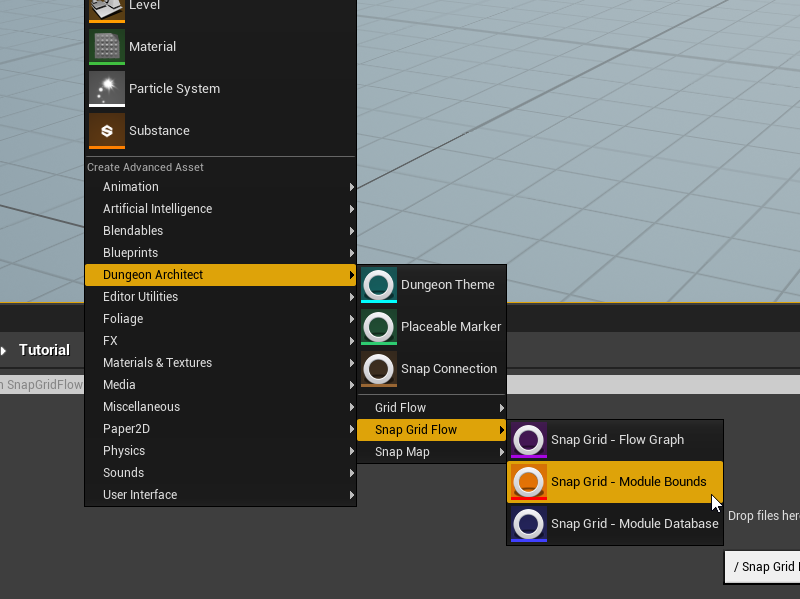 Level
Material
Particle System
Substance
Create Advanced Asset
Animation
Artificial Intelligence
Blendables
Blueprints
Dungeon Architect
Editor Utilities
Foliage
FX
Materials & Textures
Media
Miscellaneous
Paper2D
Physics
Sounds
User Interface
Dungeon Theme
Placeable Marker
Snap Connection
Grid Flow
Snap Grid Flow
Snap Map
Snap Grid - Flow Graph
Snap Grid - Module Bounds
Snap Grid - Module Database
Tutorial
SnapGridFlow
Drop files here
/ Snap Grid